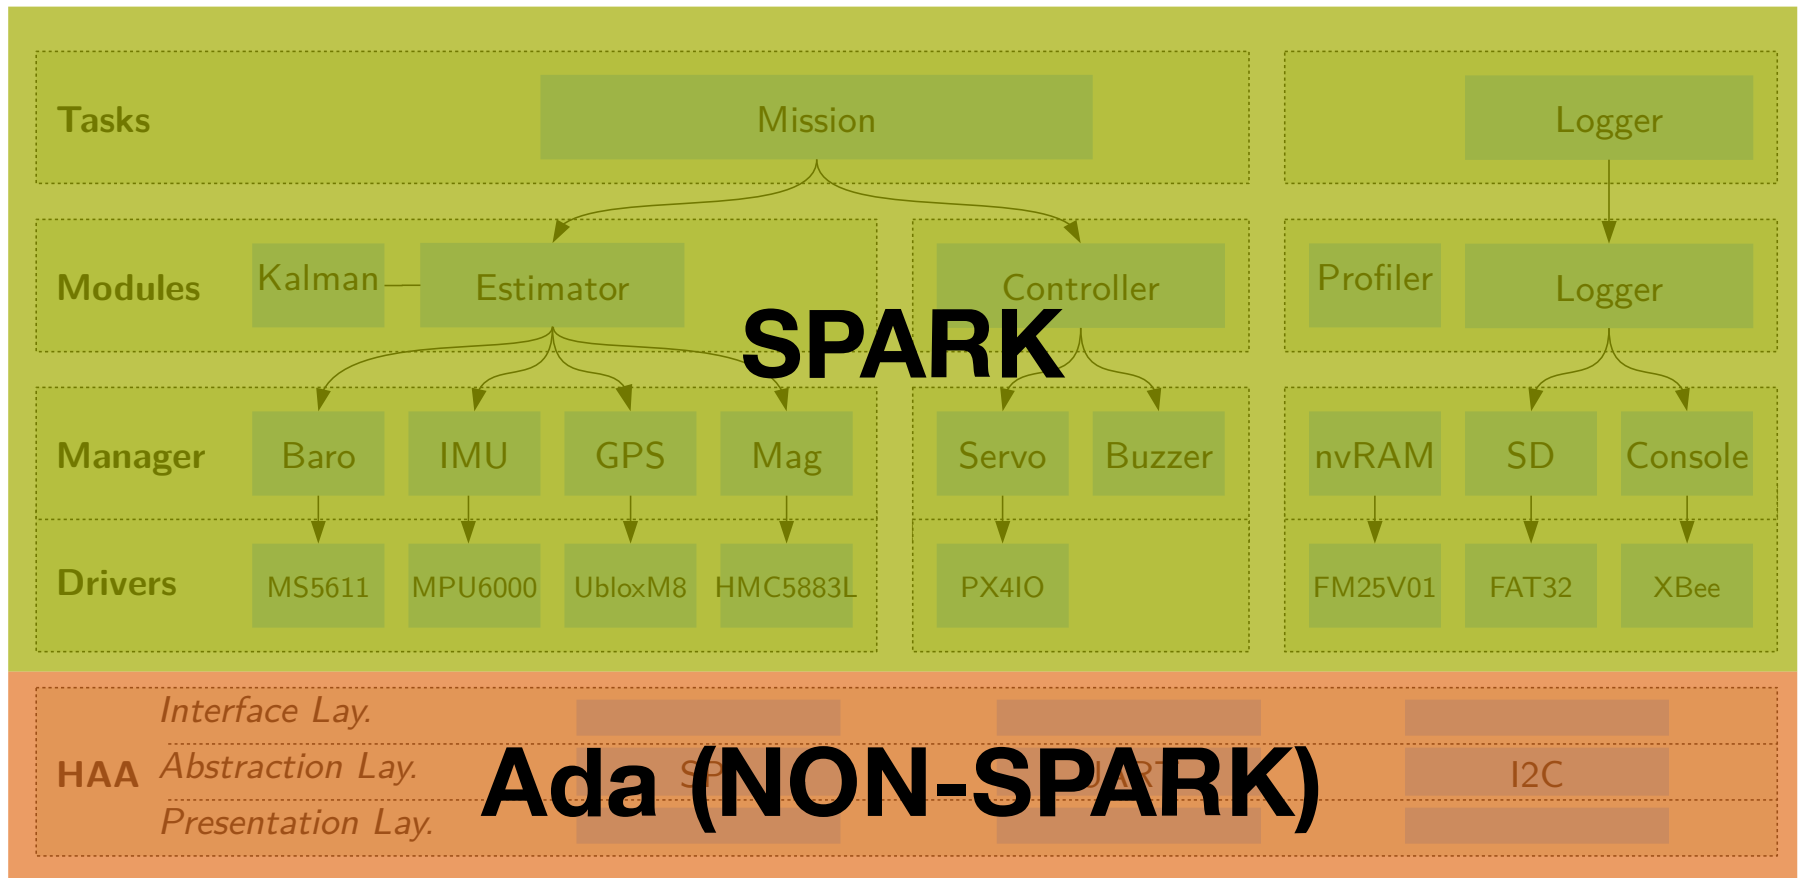 Tasks Mission Logger
Modules Kalman Estimator Controller Profiler Logger
SPARK
Manager Baro IMU GPS Mag Servo Buzzer nvRAM SD Console
Drivers MS5611 MPU6000 UbloxM8 HMC5883L PX4IO FM25V01 FAT32 XBee
Interface Lay.
HAA Abstraction Lay. I2C
Ada (NON-SPARK)
Presentation Lay.